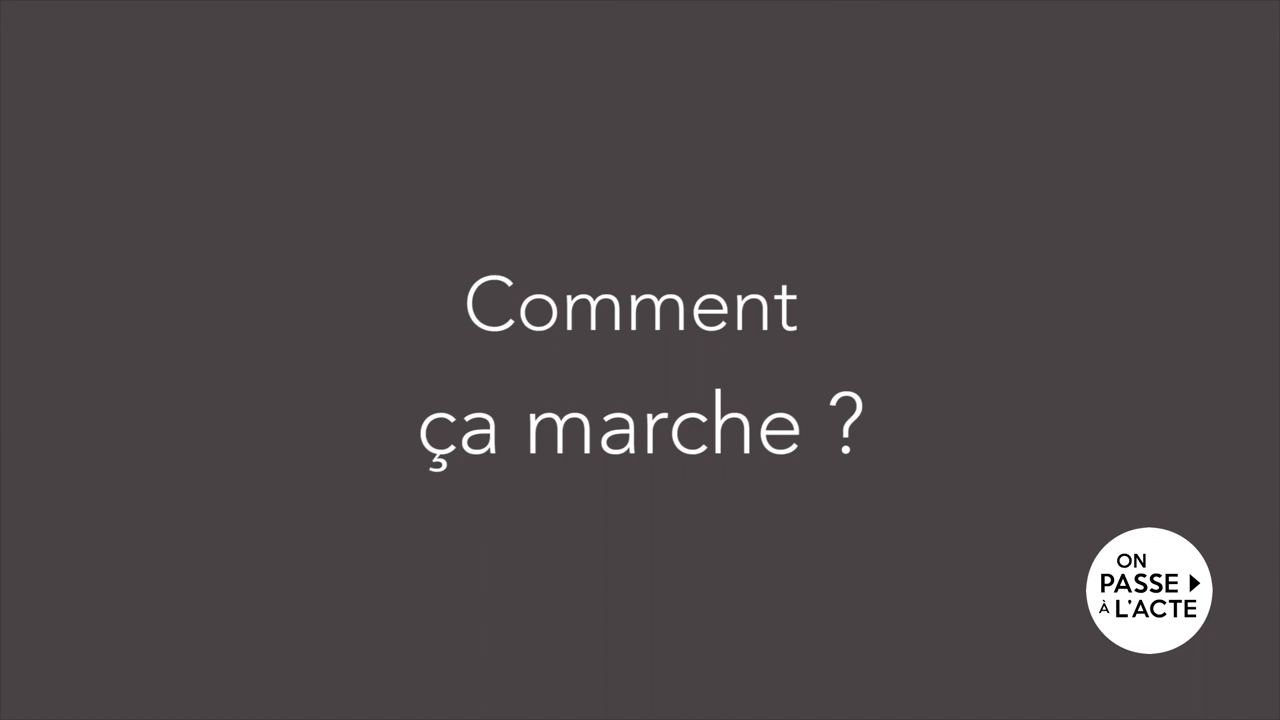 Comment
ça marche ?
ON
PASSE
À L'ACTE